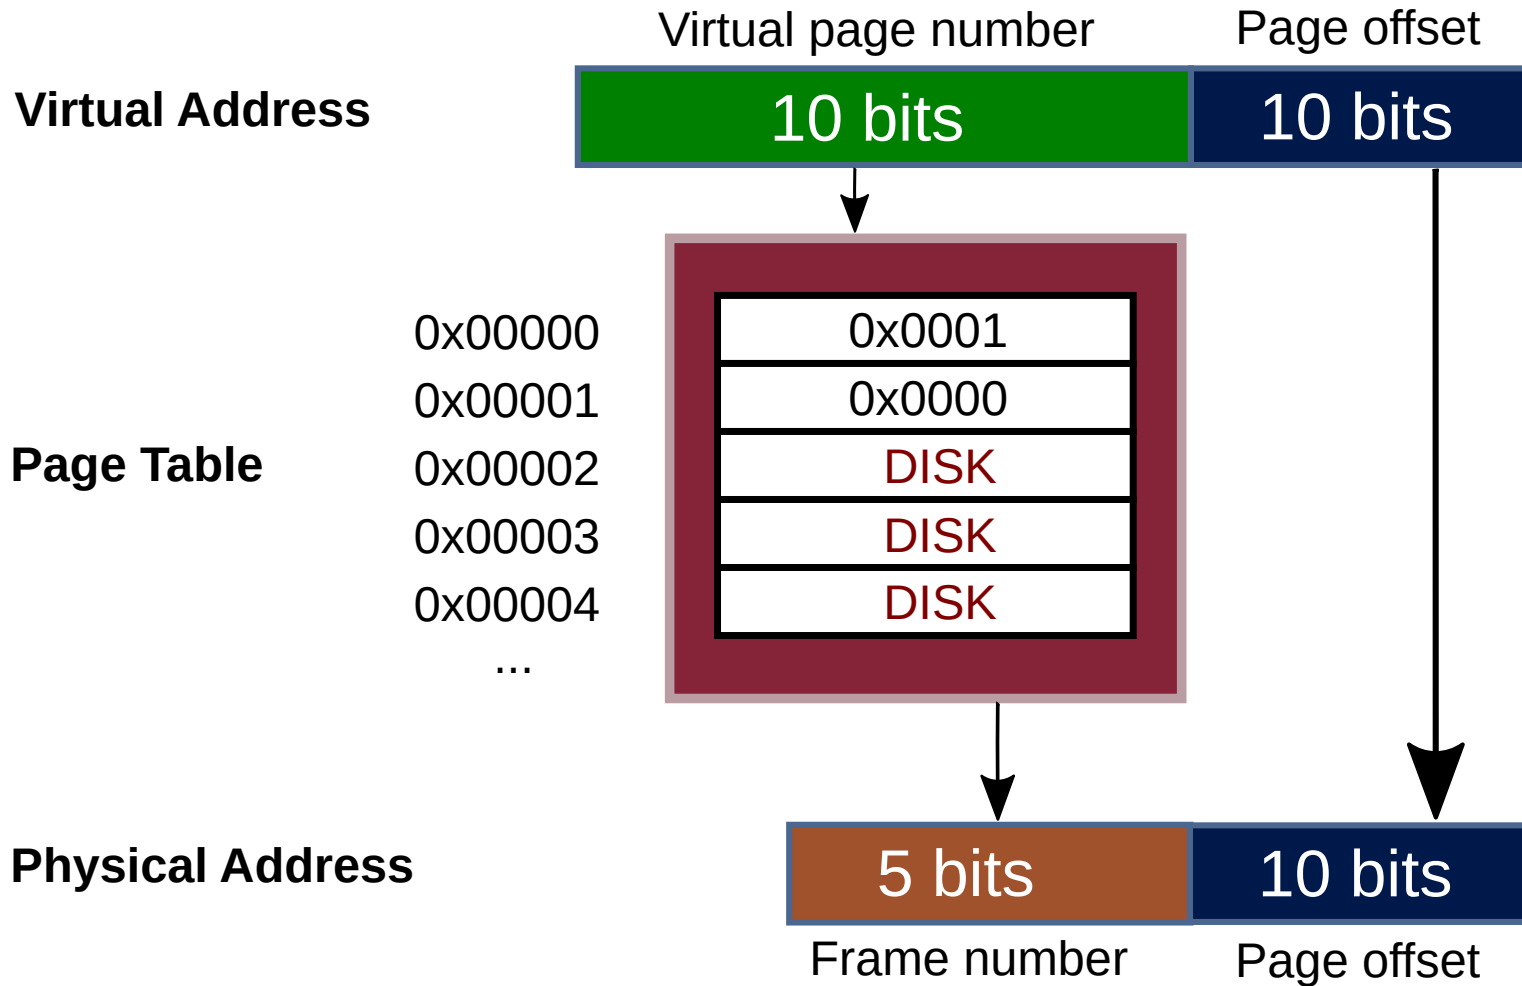 Virtual page number Page offset
Virtual Address 10 bits 10 bits
0x00000 0x0001
0x00001 0x0000
Page Table 0x00002 DISK
0x00003 DISK
0x00004 DISK
...
Physical Address 5 bits 10 bits
Frame number Page offset